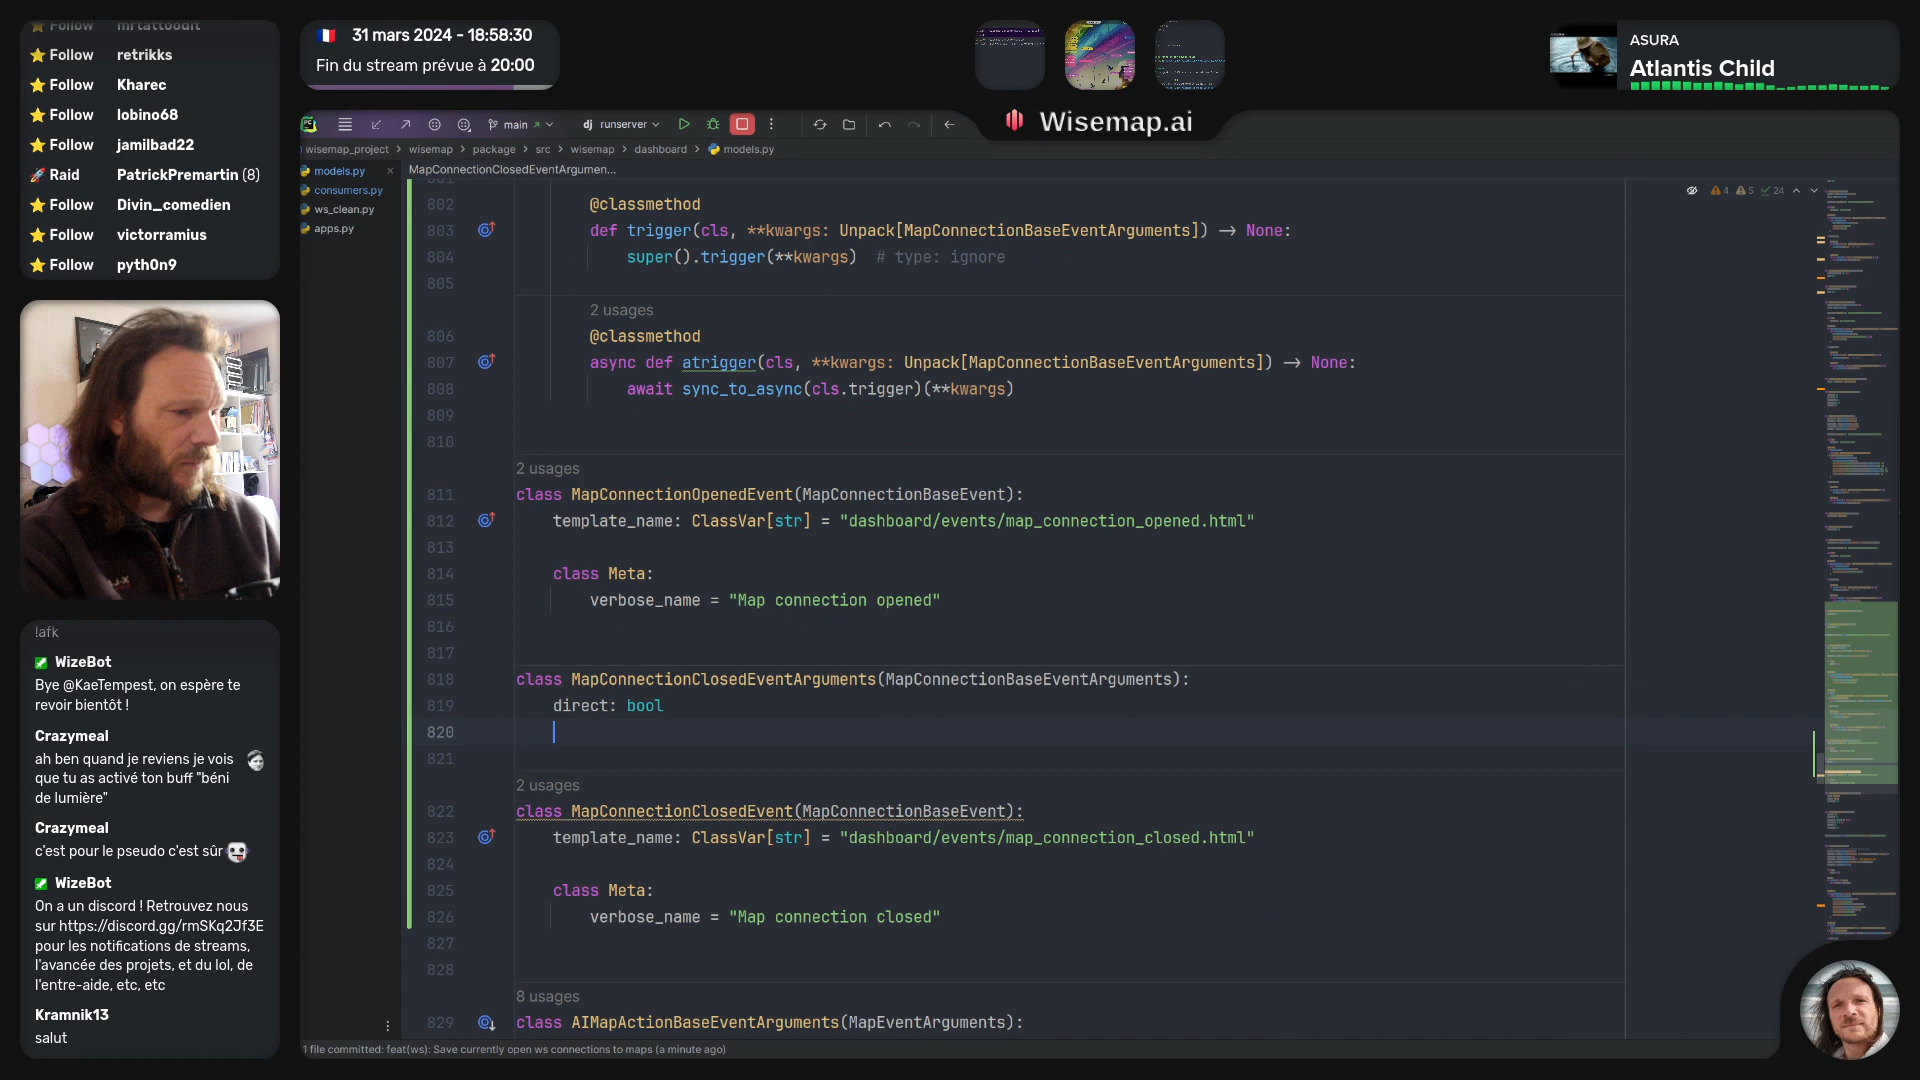 Follow mrtattoodit
Follow retrikks
Follow Kharec
Follow lobino68
Follow jamilbad22
Raid PatrickPremartin (8)
Follow Divin_comedien
Follow victorramius
Follow pyth0n9
31 mars 2024 - 18:58:30
Fin du stream prévue à 20:00
ASURA
Atlantis Child
Wisemap.ai
main
dj runserver
wisemap_project > wisemap > package > src > wisemap > dashboard > models.py
models.py
consumers.py
ws_clean.py
apps.py
MapConnectionClosedEventArgumen...
4 5 24
801
802 @classmethod
803 def trigger(cls, **kwargs: Unpack[MapConnectionBaseEventArguments]) → None:
804 super().trigger(**kwargs) # type: ignore
805
2 usages
806 @classmethod
807 async def atrigger(cls, **kwargs: Unpack[MapConnectionBaseEventArguments]) → None:
808 await sync_to_async(cls.trigger)(**kwargs)
809
810
2 usages
811 class MapConnectionOpenedEvent(MapConnectionBaseEvent):
812 template_name: ClassVar[str] = "dashboard/events/map_connection_opened.html"
813
814 class Meta:
815 verbose_name = "Map connection opened"
816
817
818 class MapConnectionClosedEventArguments(MapConnectionBaseEventArguments):
819 direct: bool
820
821
2 usages
822 class MapConnectionClosedEvent(MapConnectionBaseEvent):
823 template_name: ClassVar[str] = "dashboard/events/map_connection_closed.html"
824
825 class Meta:
826 verbose_name = "Map connection closed"
827
828
8 usages
829 class AIMapActionBaseEventArguments(MapEventArguments):
1 file committed: feat(ws): Save currently open ws connections to maps (a minute ago)
!afk
WizeBot
Bye @KaeTempest, on espère te
revoir bientôt !
Crazymeal
ah ben quand je reviens je vois
que tu as activé ton buff "béni
de lumière"
Crazymeal
c'est pour le pseudo c'est sûr
WizeBot
On a un discord ! Retrouvez nous
sur https://discord.gg/rmSKq2Jf3E
pour les notifications de streams,
l'avancée des projets, et du lol, de
l'entre-aide, etc, etc
Kramnik13
salut